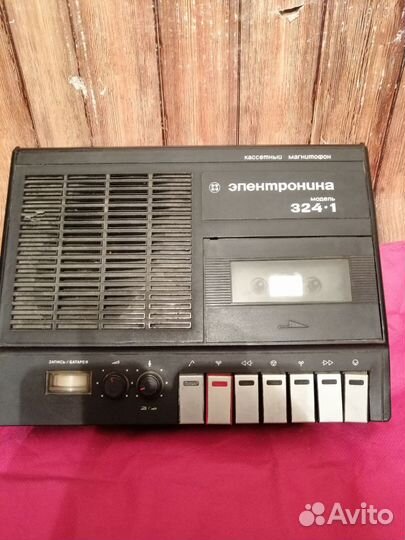 кассетный магнитофон
электроника
модель
324·1
запись/батарея
Avito